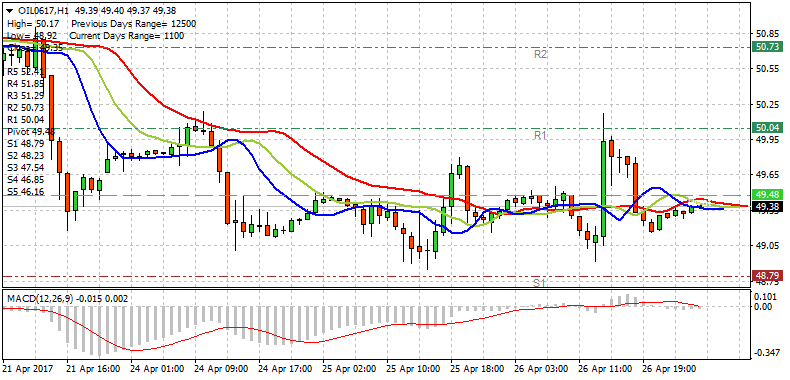 OIL0617,H1 49.39 49.40 49.37 49.38
High= 50.17 Previous Days Range= 12500
Low= 48.92 Current Days Range= 1100
49.35
R5 52.41
R4 51.85
R3 51.29
R2 50.73
R1 50.04
Pivot 49.48
S1 48.79
S2 48.23
S3 47.54
S4 46.85
S5 46.16
R2
R1
S1
50.85
50.73
50.55
50.25
50.04
49.95
49.65
49.48
49.38
49.35
49.05
48.79
48.75
MACD(12,26,9) -0.015 0.002
0.101
0.00
-0.347
21 Apr 2017
21 Apr 16:00
24 Apr 01:00
24 Apr 09:00
24 Apr 17:00
25 Apr 02:00
25 Apr 10:00
25 Apr 18:00
26 Apr 03:00
26 Apr 11:00
26 Apr 19:00